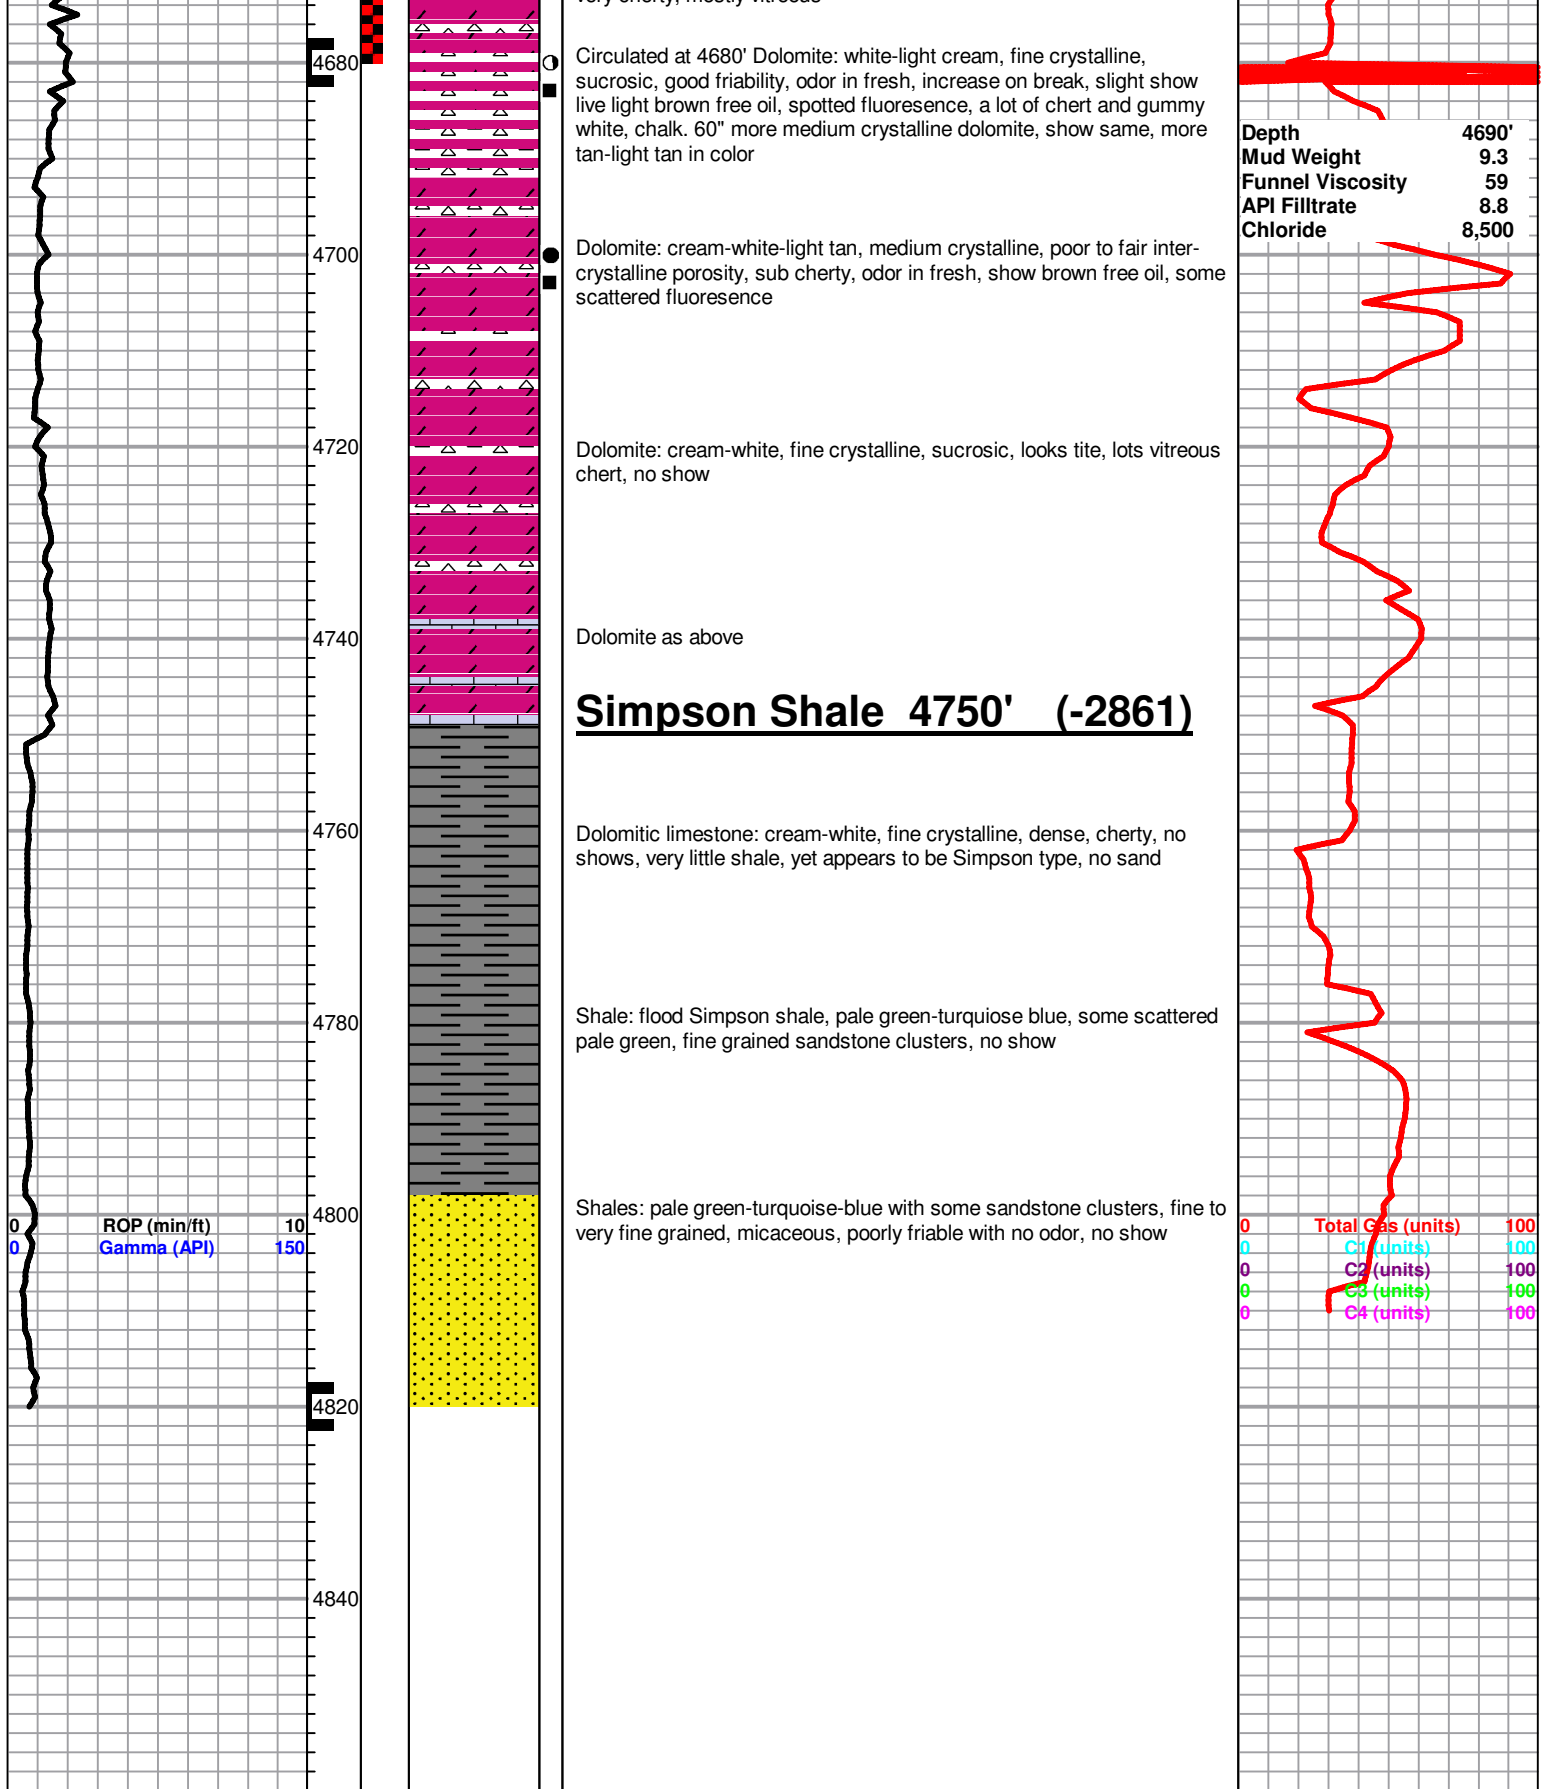 4680
Circulated at 4680' Dolomite: white-light cream, fine crystalline,
sucrosic, good friability, odor in fresh, increase on break, slight show
live light brown free oil, spotted fluoresence, a lot of chert and gummy
white, chalk. 60" more medium crystalline dolomite, show same, more
tan-light tan in color
Depth 4690'
Mud Weight 9.3
Funnel Viscosity 59
API Filltrate 8.8
Chloride 8,500
4700
Dolomite: cream-white-light tan, medium crystalline, poor to fair inter-
crystalline porosity, sub cherty, odor in fresh, show brown free oil, some
scattered fluoresence
4720
Dolomite: cream-white, fine crystalline, sucrosic, looks tite, lots vitreous
chert, no show
4740
Dolomite as above
Simpson Shale 4750' (-2861)
4760
Dolomitic limestone: cream-white, fine crystalline, dense, cherty, no
shows, very little shale, yet appears to be Simpson type, no sand
4780
Shale: flood Simpson shale, pale green-turquiose blue, some scattered
pale green, fine grained sandstone clusters, no show
4800
Shales: pale green-turquoise-blue with some sandstone clusters, fine to
very fine grained, micaceous, poorly friable with no odor, no show
0 ROP (min/ft) 10
0 Gamma (API) 150
0 Total Gas (units) 100
0 C1 (units) 100
0 C2 (units) 100
0 C3 (units) 100
0 C4 (units) 100
4820
4840